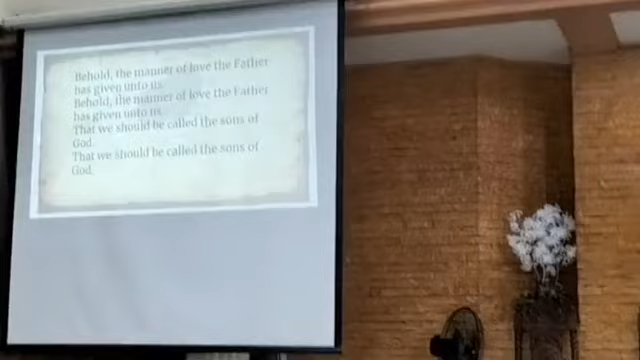 Behold, the manner of love the Father
has given unto us.
Behold, the manner of love the Father
has given unto us.
That we should be called the sons of
God.
That we should be called the sons of
God.